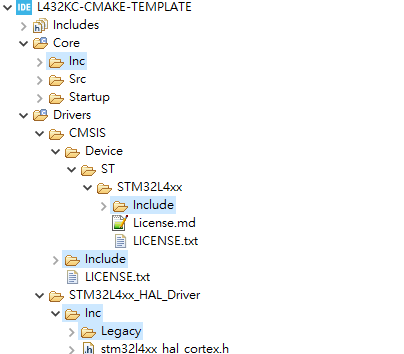 IDE L432KC-CMAKE-TEMPLATE
Includes
Core
Inc
Src
Startup
Drivers
CMSIS
Device
ST
STM32L4xx
Include
License.md
LICENSE.txt
Include
LICENSE.txt
STM32L4xx_HAL_Driver
Inc
Legacy
stm32l4xx_hal_cortex.h